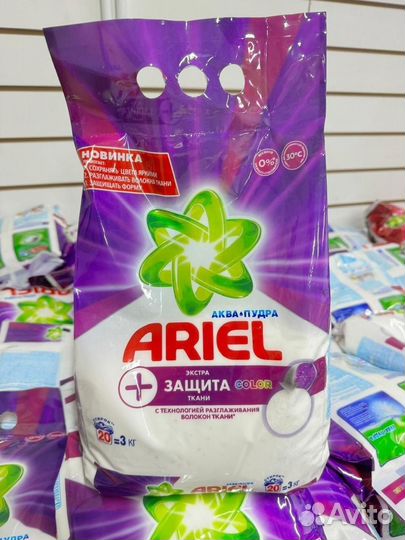 НОВИНКА
СОХРАНЯТЬ ЦВЕТА ЯРКИМИ
РАЗГЛАЖИВАТЬ ВОЛОКНА ТКАНИ
ЗАЩИЩАТЬ ФОРМУ
0%
30°C
АКВА ПУДРА
ARIEL
ЭКСТРА
+ ЗАЩИТА COLOR
ТКАНИ
С ТЕХНОЛОГИЕЙ РАЗГЛАЖИВАНИЯ
ВОЛОКОН ТКАНИ*
20 = 3 КГ
20 = 3 КГ
Avito